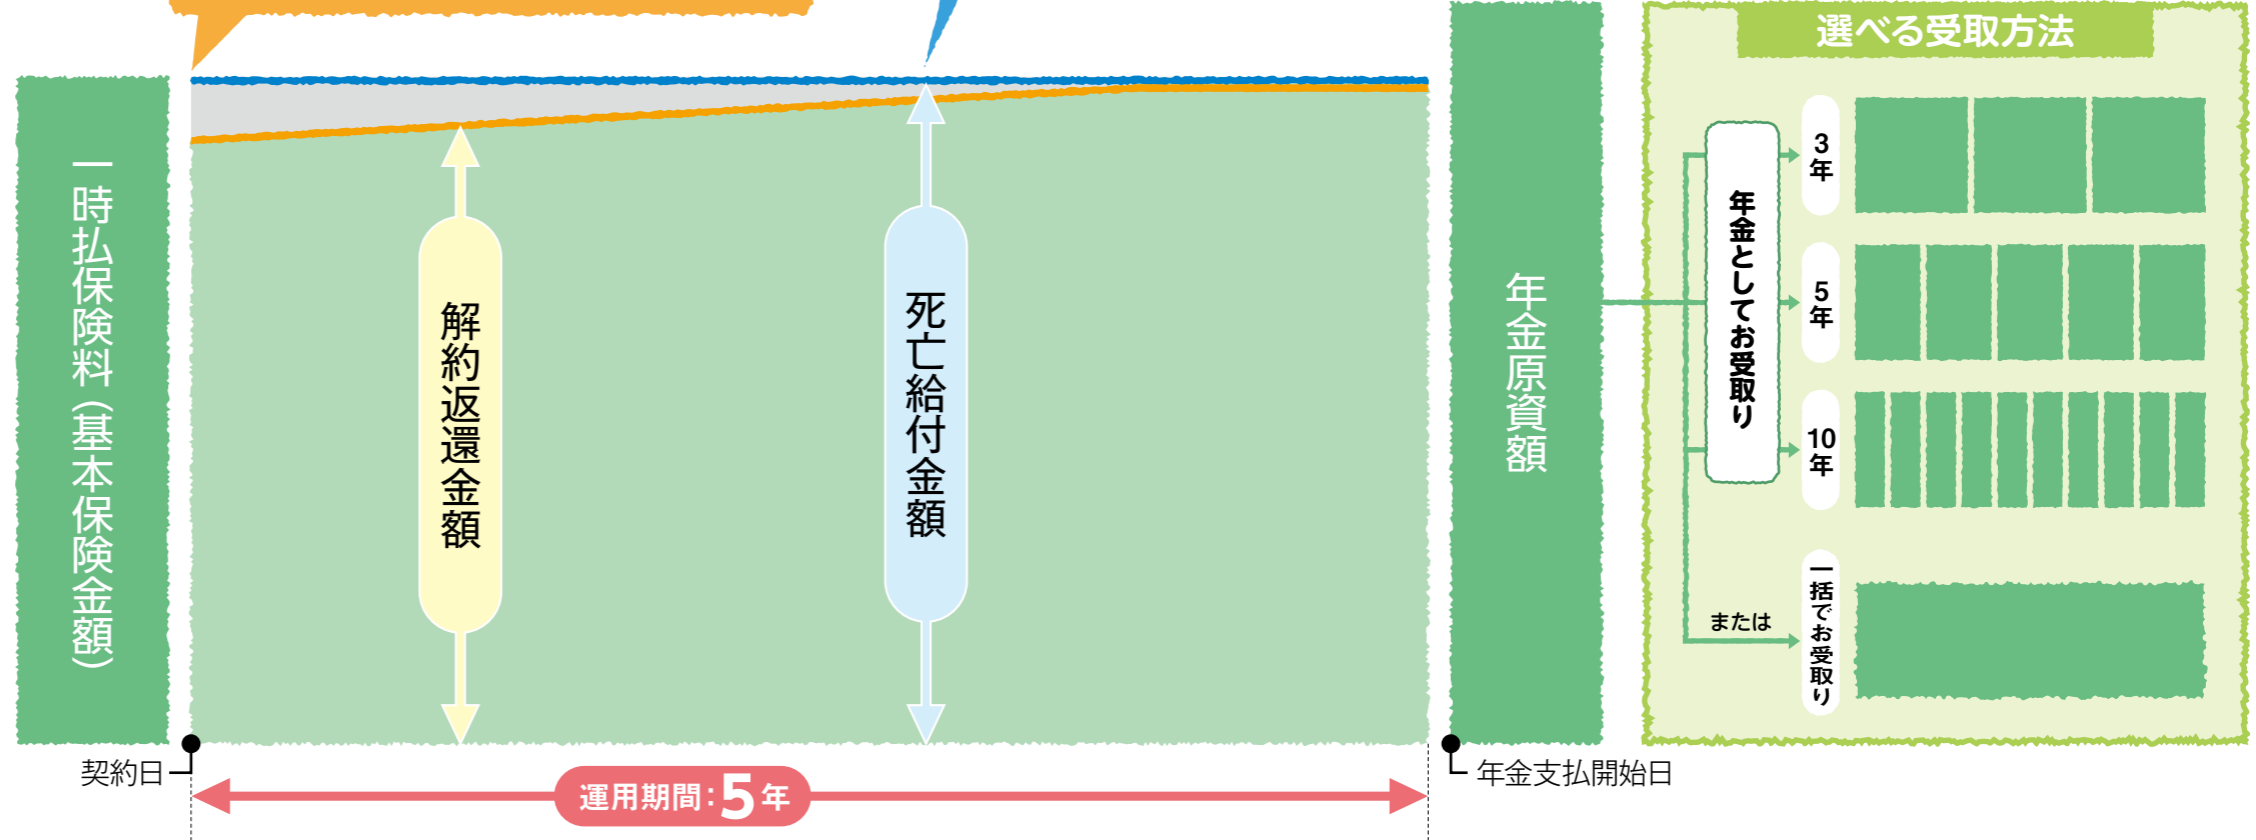 一時払保険料(基本保険金額)
解約返還金額
死亡給付金額
契約日
運用期間:5年
年金原資額
年金支払開始日
選べる受取方法
年金としてお受取り
3年
5年
10年
または
一括でお受取り